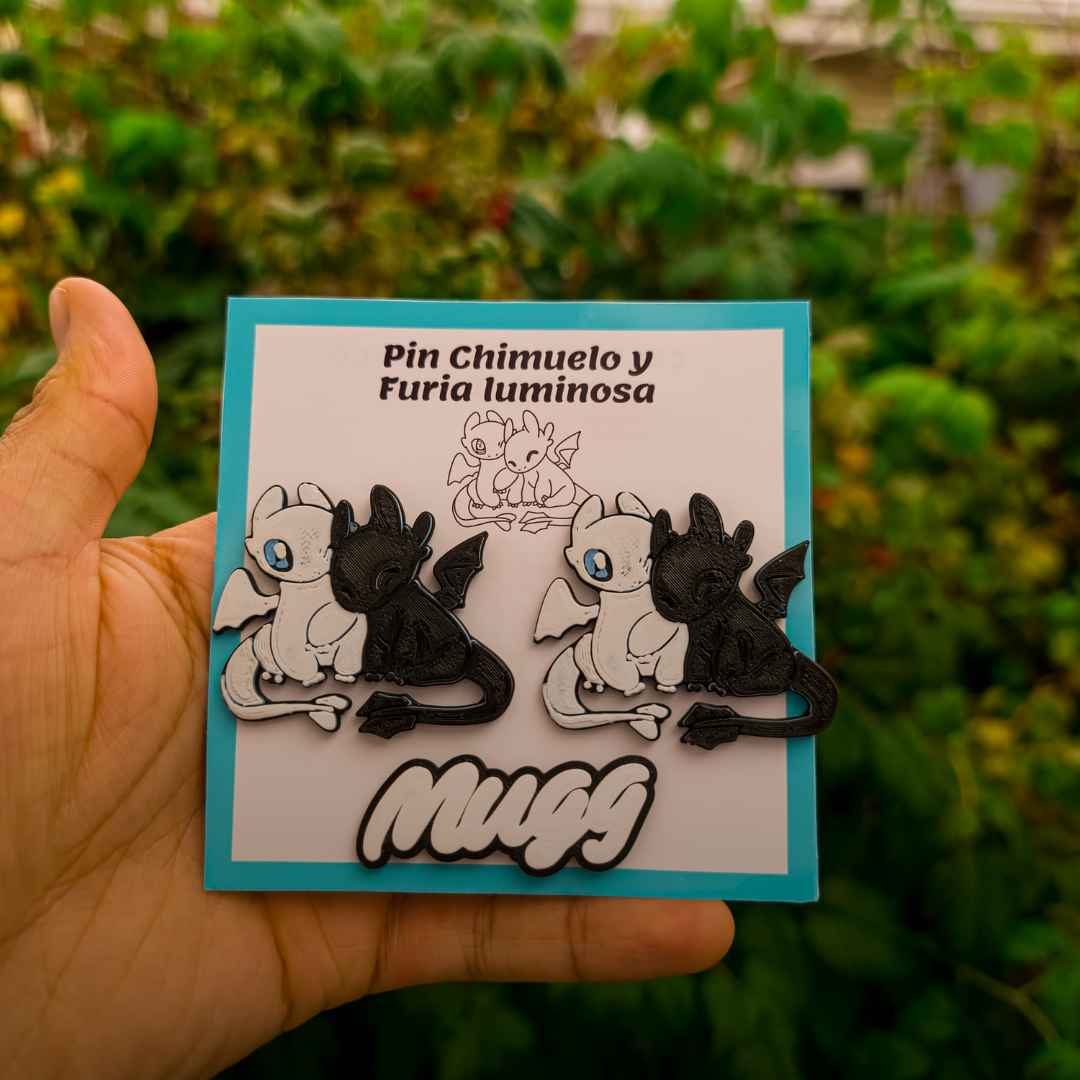 Pin Chimuelo y
Furia luminosa
Mugg